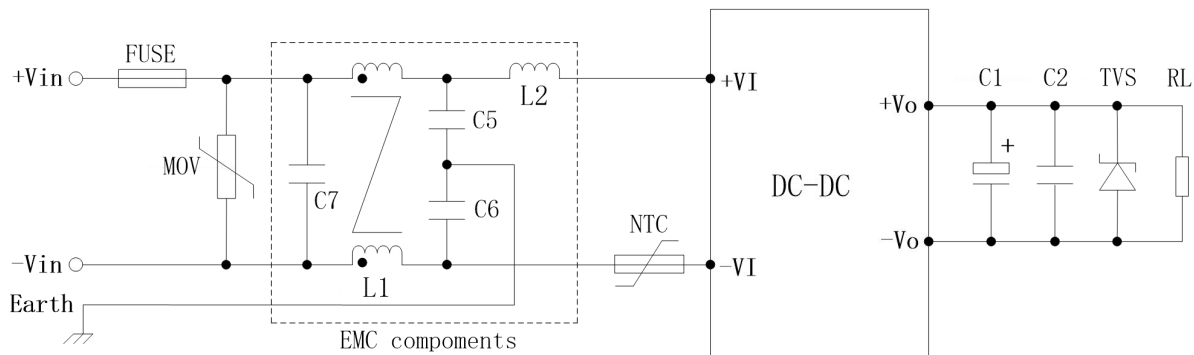 FUSE
+Vin
MOV
C7
L1
C5
C6
L2
-Vin
Earth
EMC compoments
NTC
+VI
-VI
DC-DC
+Vo
-Vo
C1
+
C2
TVS
RL